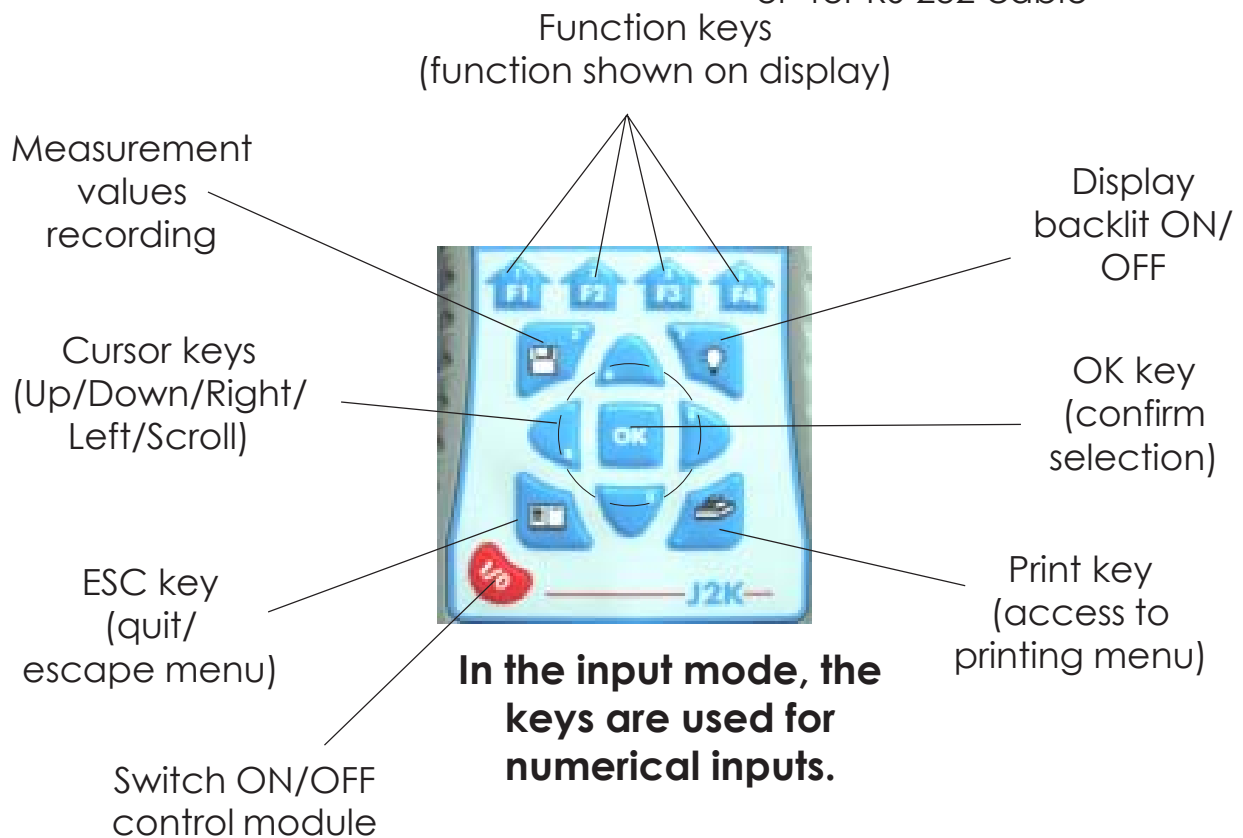 Function keys
(function shown on display)
Measurement
values
recording
Display
backlit ON/
OFF
F1 F2 F3 F4
Cursor keys
(Up/Down/Right/
Left/Scroll)
OK key
(confirm
selection)
OK
ESC key
(quit/
escape menu)
I/O
J2K
Print key
(access to
printing menu)
In the input mode, the
keys are used for
numerical inputs.
Switch ON/OFF
control module